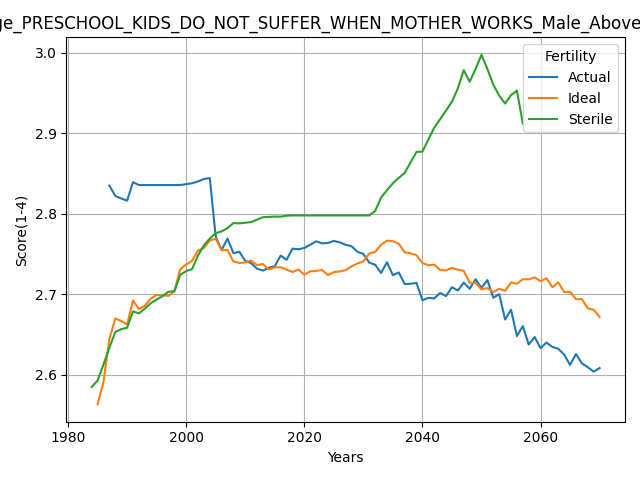 ge_PRESCHOOL_KIDS_DO_NOT_SUFFER_WHEN_MOTHER_WORKS_Male_Above
3.0
2.9
2.8
2.7
2.6
Score(1-4)
Fertility
Actual
Ideal
Sterile
1980
2000
2020
2040
2060
Years